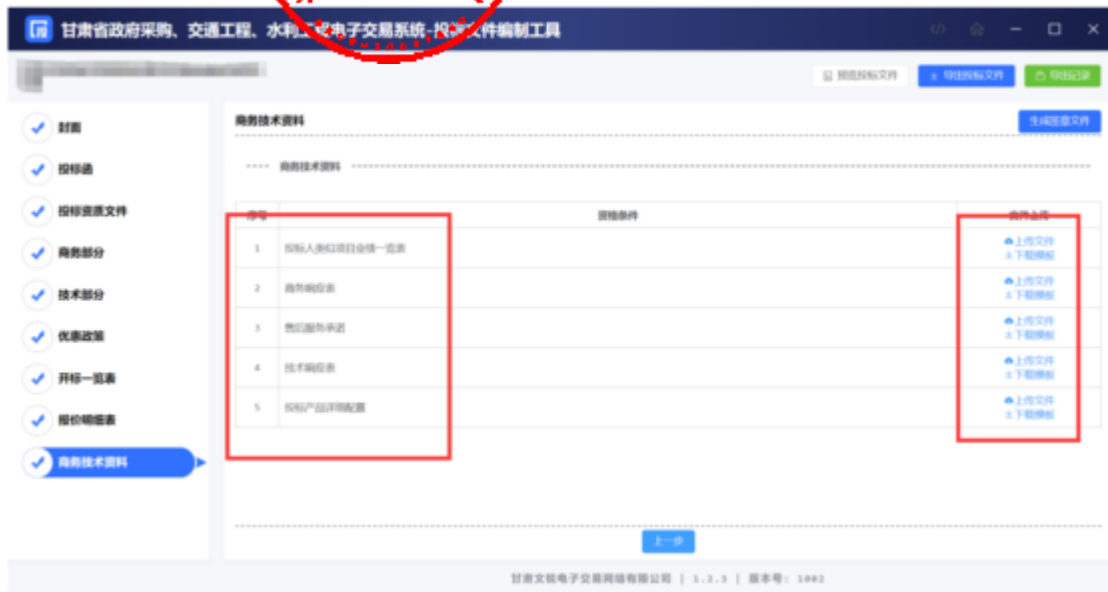 甘肃省政府采购、交通工程、水利工程电子交易系统-投标文件编制工具
预览投标文件
导出投标文件
导出记录
封面
投标函
投标资质文件
商务部分
技术部分
优惠政策
开标一览表
报价明细表
商务技术资料
商务技术资料
生成签章文件
商务技术资料
序号 资格条件 文件上传
1 投标人类似项目业绩一览表 上传文件
下载模板
2 商务响应表 上传文件
下载模板
3 售后服务承诺 上传文件
下载模板
4 技术响应表 上传文件
下载模板
5 投标产品详细配置 上传文件
下载模板
上一步
甘肃文锐电子交易网络有限公司 | 1.2.3 | 版本号: 1002